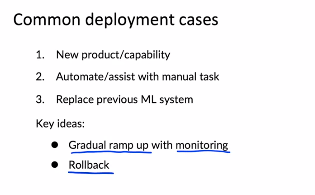 Common deployment cases
1. New product/capability
2. Automate/assist with manual task
3. Replace previous ML system
Key ideas:
● Gradual ramp up with monitoring
● Rollback